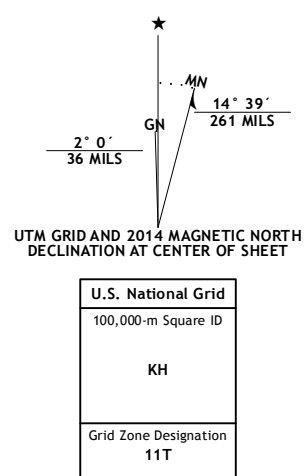 ★
MN
14° 39´
261 MILS
GN
2° 0´
36 MILS
UTM GRID AND 2014 MAGNETIC NORTH
DECLINATION AT CENTER OF SHEET
U.S. National Grid
100,000-m Square ID
KH
Grid Zone Designation
11T